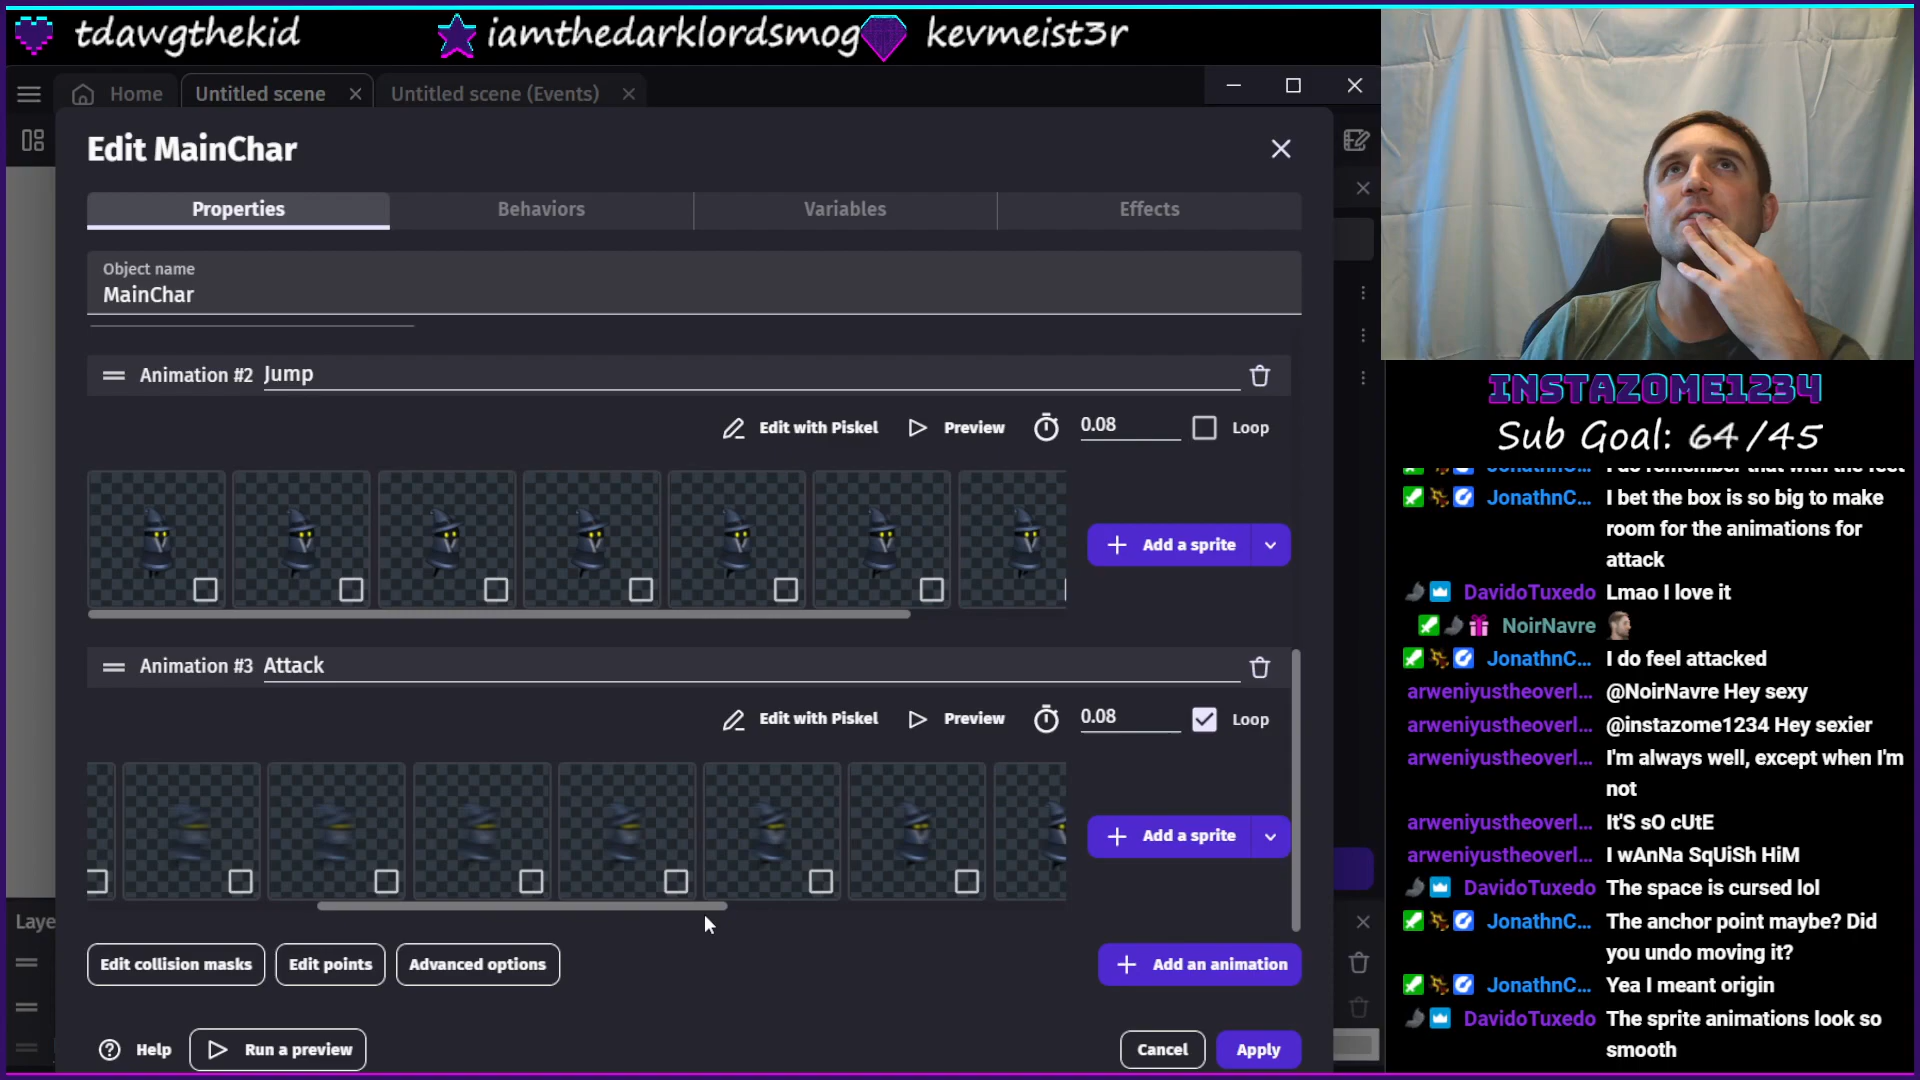 tdawgthekid
iamthedarklordsmog
kevmeist3r
Home
Untitled scene
Untitled scene (Events)
Edit MainChar
Properties
Behaviors
Variables
Effects
Object name
MainChar
Animation #2 Jump
Edit with Piskel
Preview
0.08
Loop
Add a sprite
Animation #3 Attack
Edit with Piskel
Preview
0.08
Loop
Add a sprite
Laye
Edit collision masks
Edit points
Advanced options
Add an animation
Help
Run a preview
Cancel
Apply
INSTAZOME1234
Sub Goal: 64/45
JonathnC... I bet the box is so big to make
room for the animations for
attack
DavidoTuxedo Lmao I love it
NoirNavre
JonathnC... I do feel attacked
arweniyustheoverl... @NoirNavre Hey sexy
arweniyustheoverl... @instazome1234 Hey sexier
arweniyustheoverl... I'm always well, except when I'm
not
arweniyustheoverl... It'S sO cUtE
arweniyustheoverl... I wAnNa SqUiSh HiM
DavidoTuxedo The space is cursed lol
JonathnC... The anchor point maybe? Did
you undo moving it?
JonathnC... Yea I meant origin
DavidoTuxedo The sprite animations look so
smooth